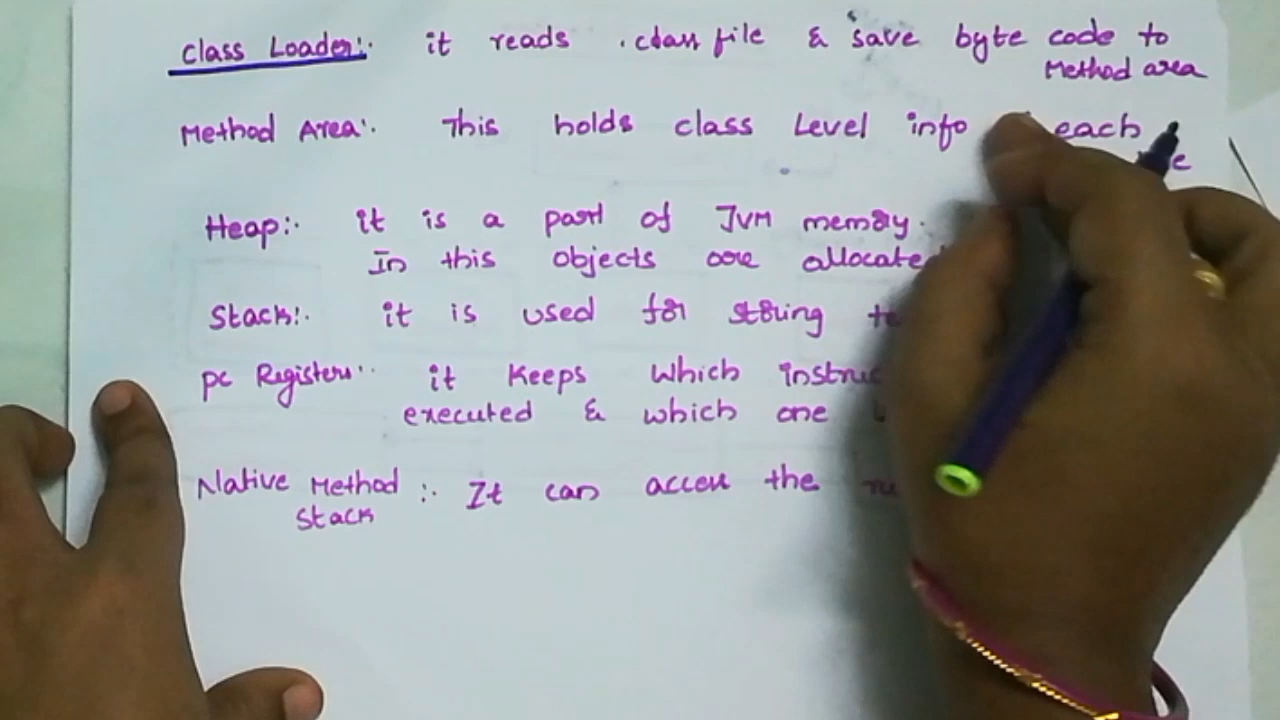 Class Loader:. it reads .class file & save byte code to
Method area
Method Area:. This holds class Level info each
Heap:. it is a part of JVM memory.
In this objects are allocated
Stack:. it is used for storing
PC Registers:. it keeps which
executed & which one
Native Method :. It can access the
Stack